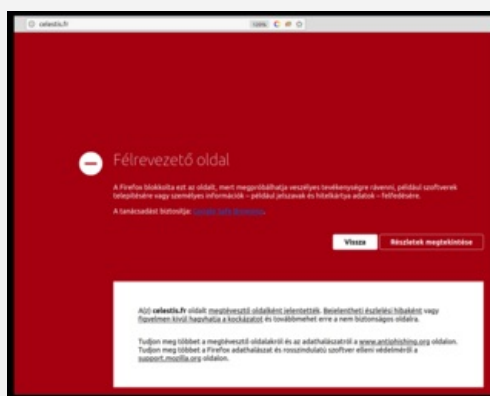 celestis.fr
Félrevezető oldal
A Firefox blokkolta ezt az oldalt, mert megpróbálhatja veszélyes tevékenységre rávenni, például szoftverek
telepítésére vagy személyes információk – például jelszavak és hitelkártya adatok – felfedésére.
A tanácsadást biztosítja:
Vissza Részletek megtekintése
A(z) celestis.fr oldalt megtévesztő oldalként jelentették. Bejelentheti észlelési hibaként vagy
figyelmen kívül hagyhatja a kockázatot és továbbmehet erre a nem biztonságos oldalra.
Tudjon meg többet a megtévesztő oldalakról és az adathalászatról a www.antiphishing.org oldalon.
Tudjon meg többet a Firefox adathalászat és rosszindulatú szoftver elleni védelméről a
support.mozilla.org oldalon.